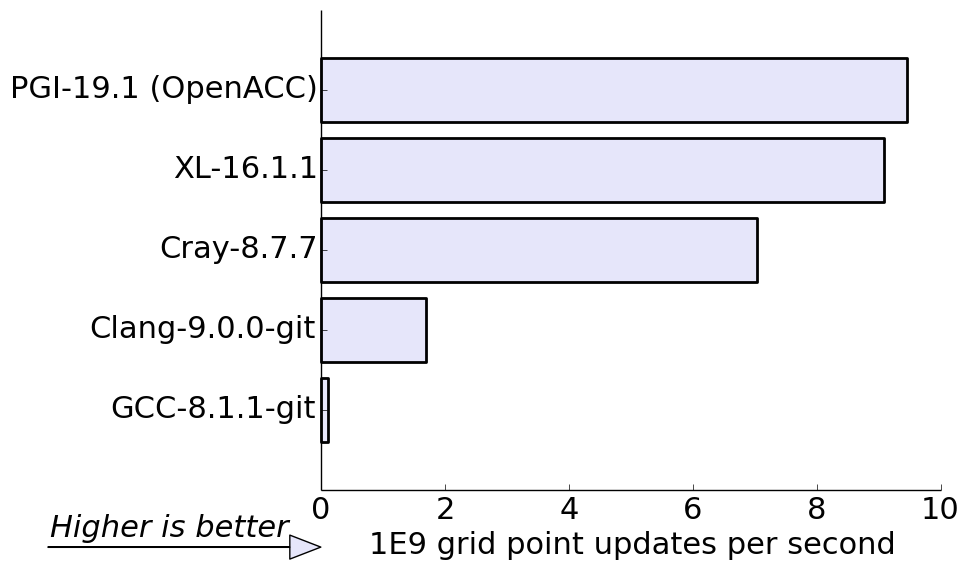 PGI-19.1 (OpenACC)
XL-16.1.1
Cray-8.7.7
Clang-9.0.0-git
GCC-8.1.1-git
0 2 4 6 8 10
Higher is better
1E9 grid point updates per second